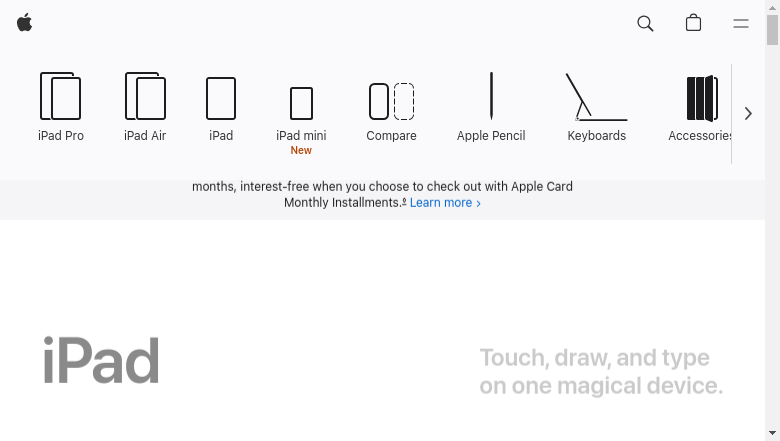 iPad Pro
iPad Air
iPad
iPad mini
New
Compare
Apple Pencil
Keyboards
Accessories
months, interest-free when you choose to check out with Apple Card
Monthly Installments.◊ Learn more >
iPad
Touch, draw, and type
on one magical device.